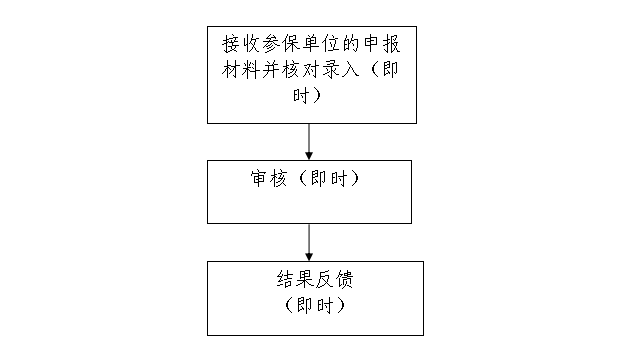 接收参保单位的申报
材料并核对录入（即
时）
审核（即时）
结果反馈
（即时）